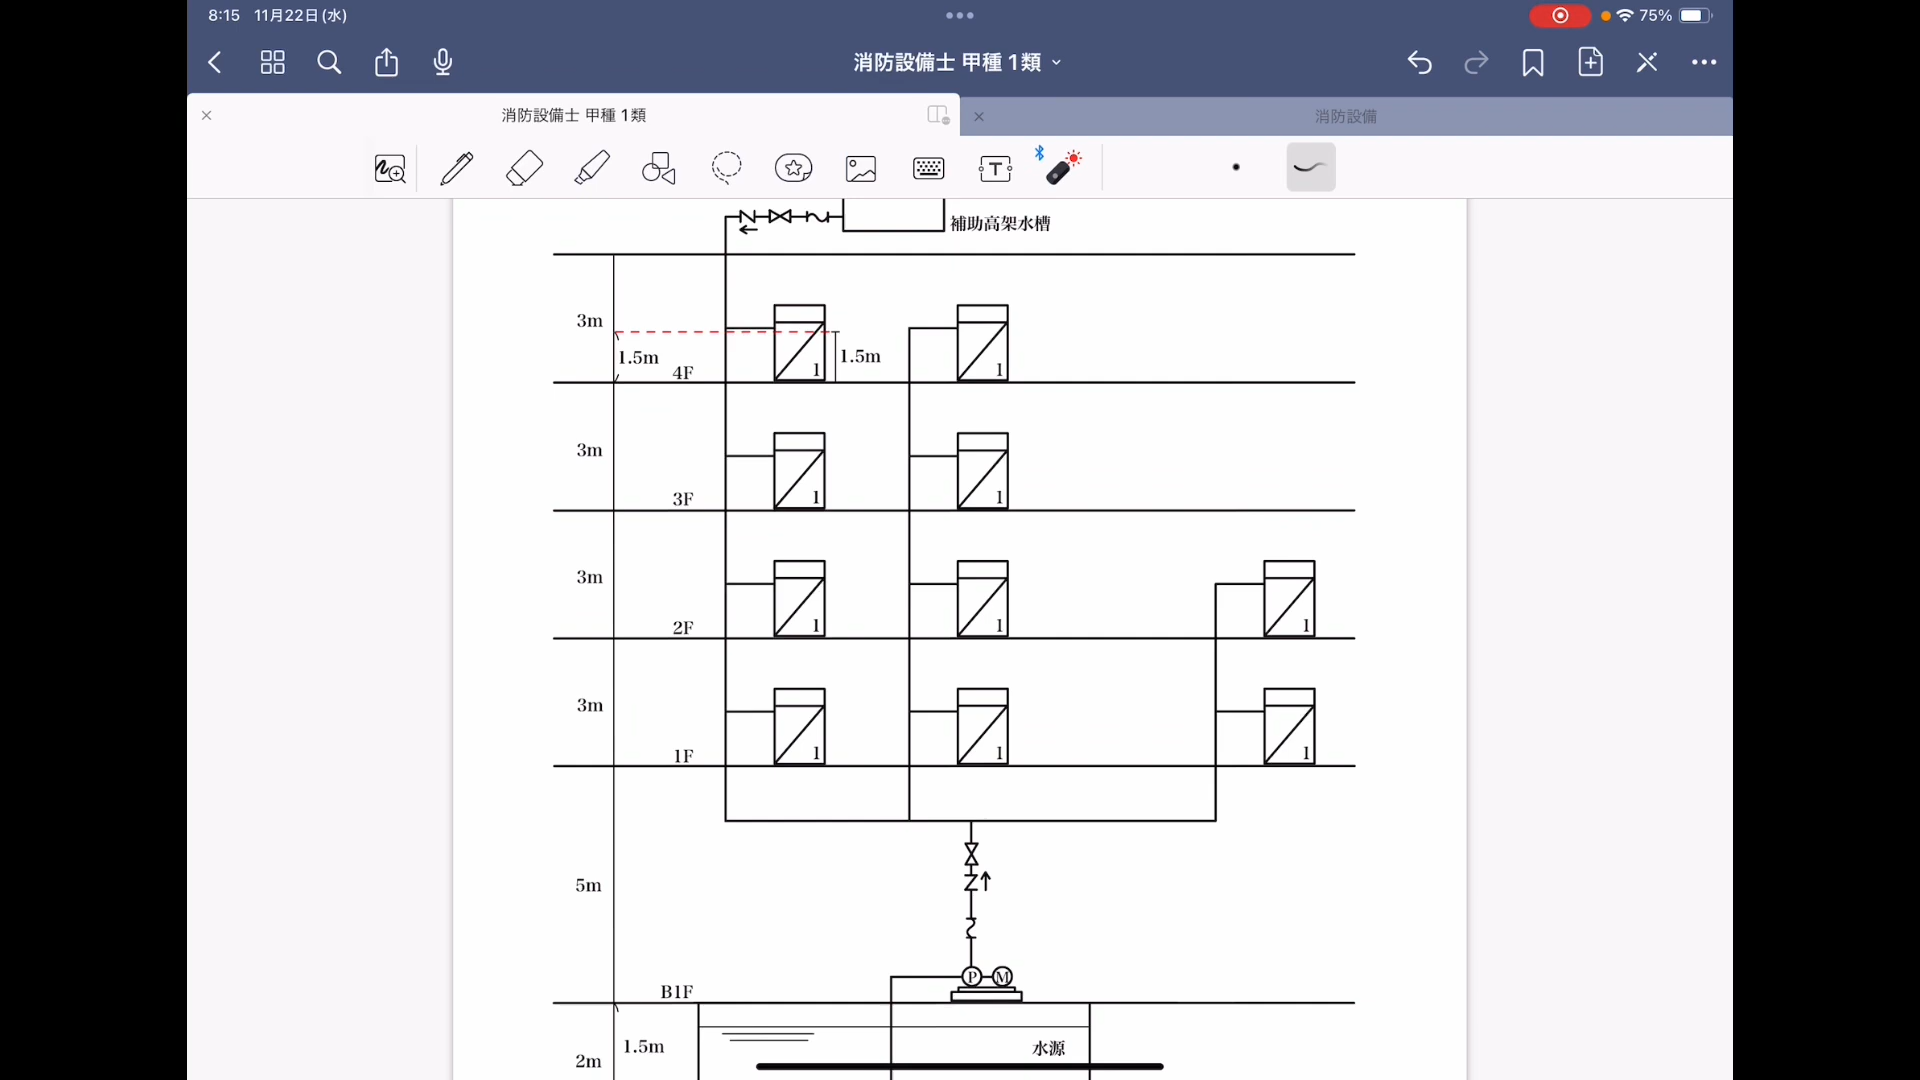 8:15 11月22日(水)
75%
消防設備士 甲種 1類
消防設備士 甲種 1類
消防設備
T
補助高架水槽
3m
1.5m
1.5m
4F
1
1
3m
3F
1
1
3m
2F
1
1
1
3m
1F
1
1
1
5m
P M
B1F
1.5m
水源
2m